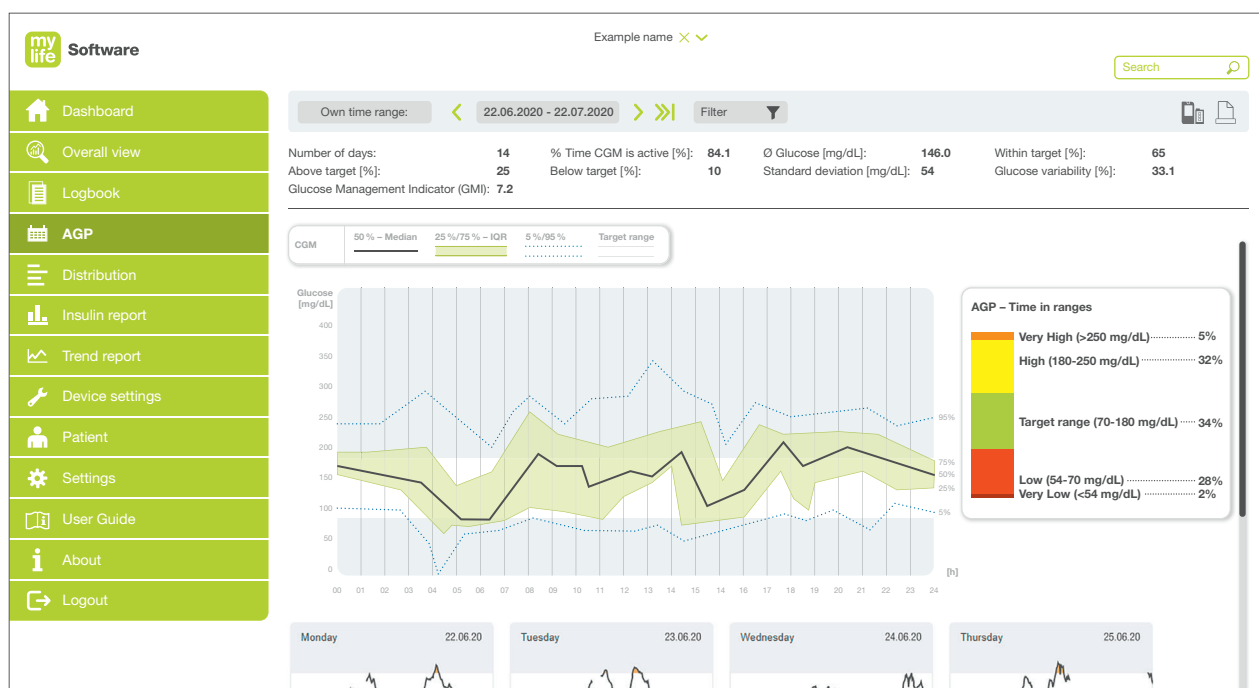 my life Software
Example name
Search
Dashboard
Overall view
Logbook
AGP
Distribution
Insulin report
Trend report
Device settings
Patient
Settings
User Guide
About
Logout
Own time range: 22.06.2020 - 22.07.2020 Filter
Number of days: 14 % Time CGM is active [%]: 84.1 Ø Glucose [mg/dL]: 146.0 Within target [%]: 65
Above target [%]: 25 Below target [%]: 10 Standard deviation [mg/dL]: 54 Glucose variability [%]: 33.1
Glucose Management Indicator (GMI): 7.2
CGM 50 % – Median 25 %/75 % – IQR 5 %/95 % Target range
Glucose
[mg/dL]
400
350
300
250
200
150
100
50
0
95%
75%
50%
25%
5%
[h]
00 01 02 03 04 05 06 07 08 09 10 11 12 13 14 14 15 16 17 18 19 20 21 22 23 24
AGP – Time in ranges
Very High (>250 mg/dL) 5%
High (180-250 mg/dL) 32%
Target range (70-180 mg/dL) 34%
Low (54-70 mg/dL) 28%
Very Low (<54 mg/dL) 2%
Monday 22.06.20
Tuesday 23.06.20
Wednesday 24.06.20
Thursday 25.06.20